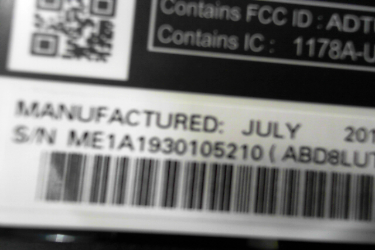 Contains FCC ID : ADT
Contains IC : 1178A-U
MANUFACTURED: JULY 201
S/N ME1A1930105210 ( ABD8LUT